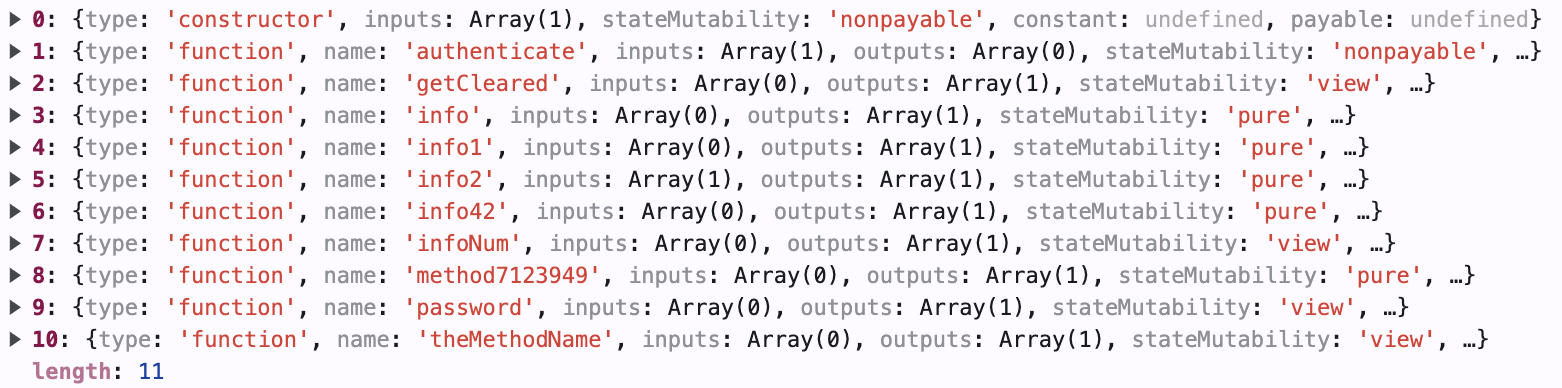 ▶ 0: {type: 'constructor', inputs: Array(1), stateMutability: 'nonpayable', constant: undefined, payable: undefined}
▶ 1: {type: 'function', name: 'authenticate', inputs: Array(1), outputs: Array(0), stateMutability: 'nonpayable', …}
▶ 2: {type: 'function', name: 'getCleared', inputs: Array(0), outputs: Array(1), stateMutability: 'view', …}
▶ 3: {type: 'function', name: 'info', inputs: Array(0), outputs: Array(1), stateMutability: 'pure', …}
▶ 4: {type: 'function', name: 'info1', inputs: Array(0), outputs: Array(1), stateMutability: 'pure', …}
▶ 5: {type: 'function', name: 'info2', inputs: Array(1), outputs: Array(1), stateMutability: 'pure', …}
▶ 6: {type: 'function', name: 'info42', inputs: Array(0), outputs: Array(1), stateMutability: 'pure', …}
▶ 7: {type: 'function', name: 'infoNum', inputs: Array(0), outputs: Array(1), stateMutability: 'view', …}
▶ 8: {type: 'function', name: 'method7123949', inputs: Array(0), outputs: Array(1), stateMutability: 'pure', …}
▶ 9: {type: 'function', name: 'password', inputs: Array(0), outputs: Array(1), stateMutability: 'view', …}
▶ 10: {type: 'function', name: 'theMethodName', inputs: Array(0), outputs: Array(1), stateMutability: 'view', …}
length: 11